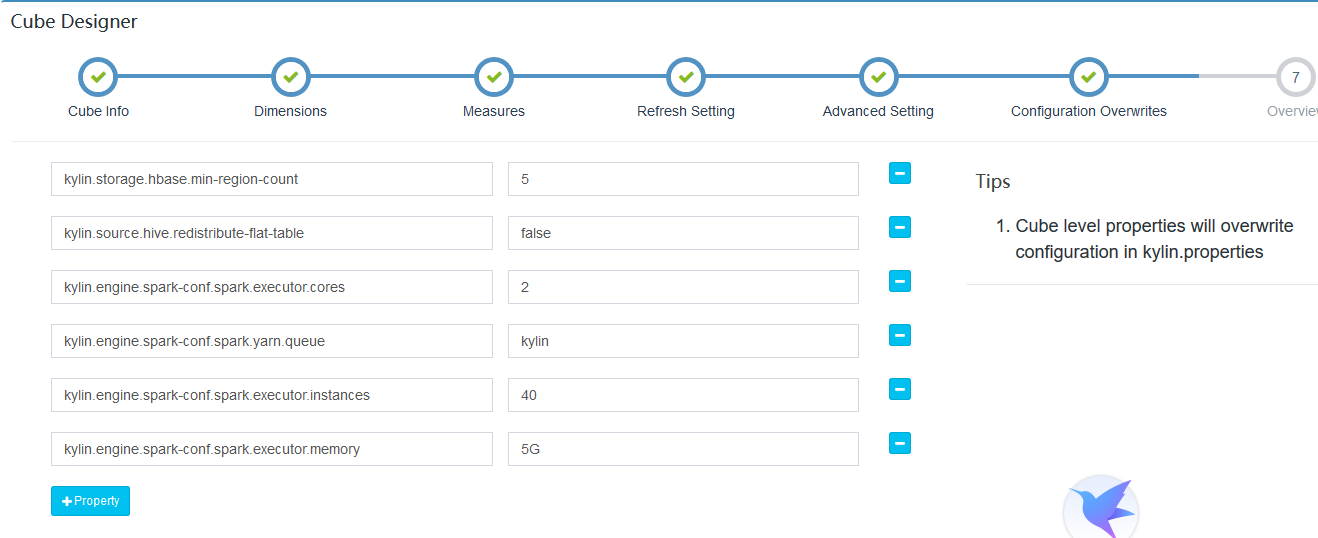 Cube Designer
7
Cube Info
Dimensions
Measures
Refresh Setting
Advanced Setting
Configuration Overwrites
kylin.storage.hbase.min-region-count 5
kylin.source.hive.redistribute-flat-table false
kylin.engine.spark-conf.spark.executor.cores 2
kylin.engine.spark-conf.spark.yarn.queue kylin
kylin.engine.spark-conf.spark.executor.instances 40
kylin.engine.spark-conf.spark.executor.memory 5G
Property
Tips
1. Cube level properties will overwrite
configuration in kylin.properties